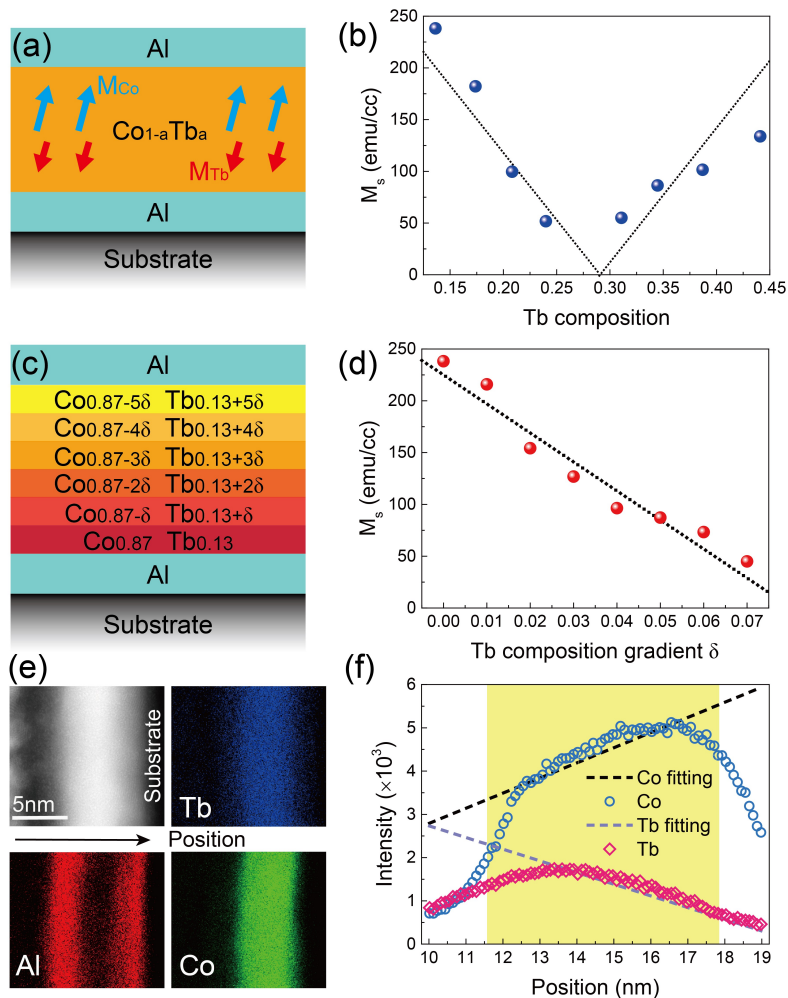 (a)
Al
MCo
Co1-aTba
MTb
Al
Substrate
(b)
250
200
150
100
50
0
Ms (emu/cc)
0.15 0.20 0.25 0.30 0.35 0.40 0.45
Tb composition
(c)
Al
Co0.87-5δ Tb0.13+5δ
Co0.87-4δ Tb0.13+4δ
Co0.87-3δ Tb0.13+3δ
Co0.87-2δ Tb0.13+2δ
Co0.87-δ Tb0.13+δ
Co0.87 Tb0.13
Al
Substrate
(d)
250
200
150
100
50
0
Ms (emu/cc)
0.00 0.01 0.02 0.03 0.04 0.05 0.06 0.07
Tb composition gradient δ
(e)
5nm
Substrate
Tb
Position
Al
Co
(f)
6
5
4
3
2
1
0
Intensity (×10³)
Co fitting
Co
Tb fitting
Tb
10 11 12 13 14 15 16 17 18 19
Position (nm)